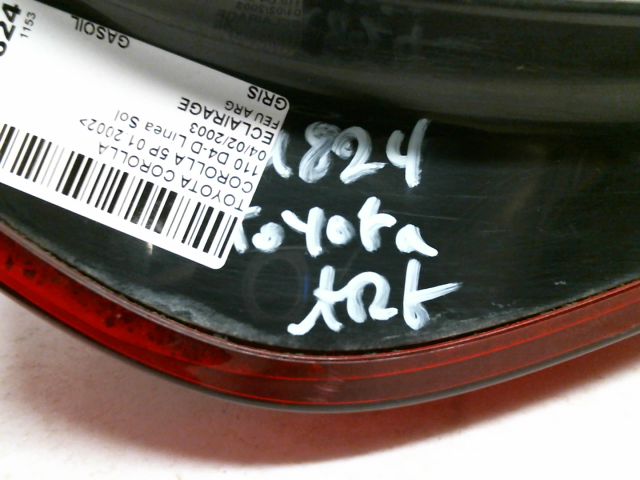 TOYOTA COROLLA
COROLLA 5P 01.2002>
110 D4-D Linea Sol
04/02/2003
ECLAIRAGE
FEU ARG
GRIS
GASOIL
1153
824
1824
toyota